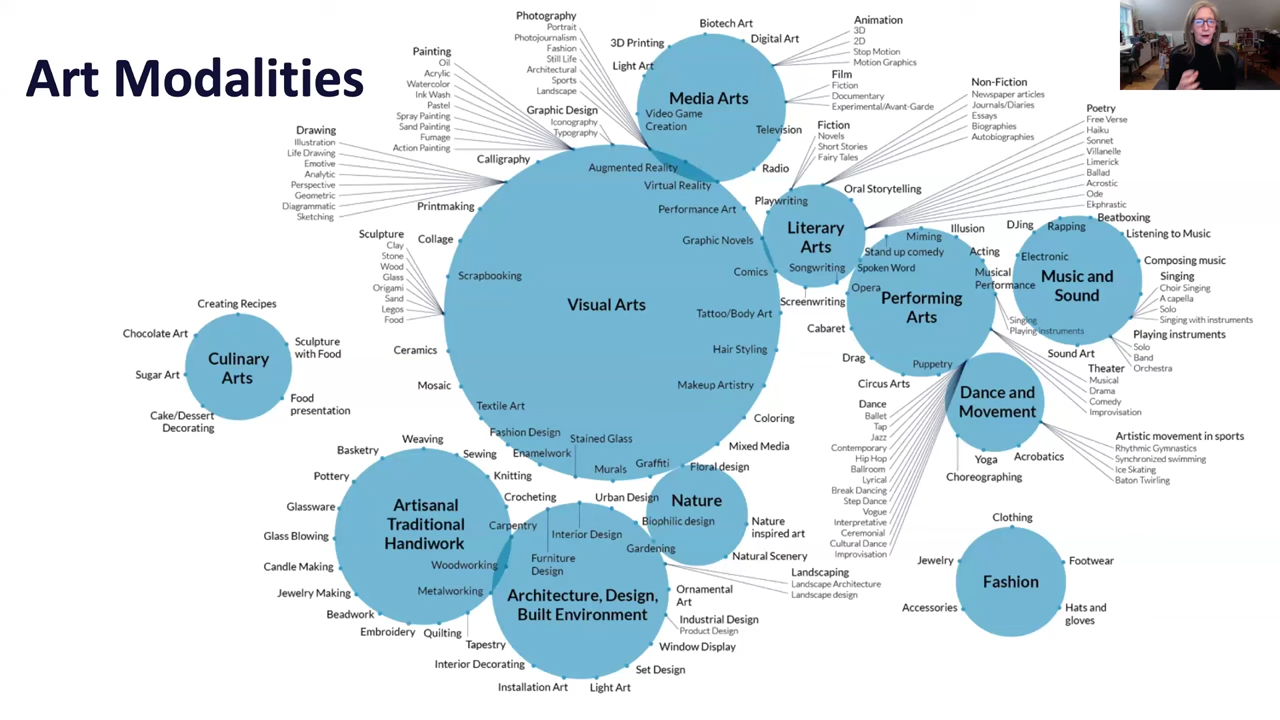 Art Modalities
Photography
Portrait
Photojournalism
Fashion
Still Life
Architectural
Sports
Landscape
Painting
Oil
Acrylic
Watercolor
Ink Wash
Pastel
Spray Painting
Sand Painting
Fumage
Action Painting
Graphic Design
Iconography
Typography
Drawing
Illustration
Life Drawing
Emotive
Analytic
Perspective
Geometric
Diagrammatic
Sketching
Calligraphy
Printmaking
Sculpture
Clay
Stone
Wood
Glass
Origami
Sand
Legos
Food
Collage
Scrapbooking
Ceramics
Mosaic
Textile Art
Fashion Design
Enamelwork
Stained Glass
Murals
Graffiti
Visual Arts
Augmented Reality
Virtual Reality
Performance Art
Graphic Novels
Comics
Tattoo/Body Art
Hair Styling
Makeup Artistry
Coloring
Mixed Media
Media Arts
3D Printing
Light Art
Video Game
Creation
Biotech Art
Digital Art
Animation
3D
2D
Stop Motion
Motion Graphics
Film
Fiction
Documentary
Experimental/Avant-Garde
Television
Radio
Fiction
Novels
Short Stories
Fairy Tales
Non-Fiction
Newspaper articles
Journals/Diaries
Essays
Biographies
Autobiographies
Poetry
Free Verse
Haiku
Sonnet
Villanelle
Limerick
Ballad
Acrostic
Ode
Ekphrastic
Literary
Arts
Playwriting
Oral Storytelling
Songwriting
Screenwriting
Performing
Arts
Miming
Illusion
Stand up comedy
Spoken Word
Opera
Cabaret
Drag
Circus Arts
Puppetry
Acting
Musical
Performance
Singing
Playing instruments
Music and
Sound
DJing
Rapping
Beatboxing
Listening to Music
Electronic
Composing music
Singing
Choir Singing
A capella
Solo
Singing with instruments
Playing instruments
Solo
Band
Orchestra
Sound Art
Theater
Musical
Drama
Comedy
Improvisation
Dance and
Movement
Dance
Ballet
Tap
Jazz
Contemporary
Hip Hop
Ballroom
Lyrical
Break Dancing
Step Dance
Vogue
Interpretive
Ceremonial
Cultural Dance
Improvisation
Choreographing
Yoga
Acrobatics
Artistic movement in sports
Rhythmic Gymnastics
Synchronized swimming
Ice Skating
Baton Twirling
Culinary
Arts
Creating Recipes
Chocolate Art
Sugar Art
Cake/Dessert
Decorating
Sculpture
with Food
Food
presentation
Artisanal
Traditional
Handiwork
Weaving
Basketry
Pottery
Glassware
Glass Blowing
Candle Making
Jewelry Making
Beadwork
Embroidery
Quilting
Tapestry
Sewing
Knitting
Crocheting
Carpentry
Woodworking
Metalworking
Architecture, Design,
Built Environment
Urban Design
Interior Design
Furniture
Design
Interior Decorating
Installation Art
Light Art
Set Design
Window Display
Industrial Design
Product Design
Ornamental
Art
Nature
Floral design
Biophilic design
Gardening
Nature
inspired art
Natural Scenery
Landscaping
Landscape Architecture
Landscape design
Fashion
Clothing
Jewelry
Footwear
Accessories
Hats and
gloves